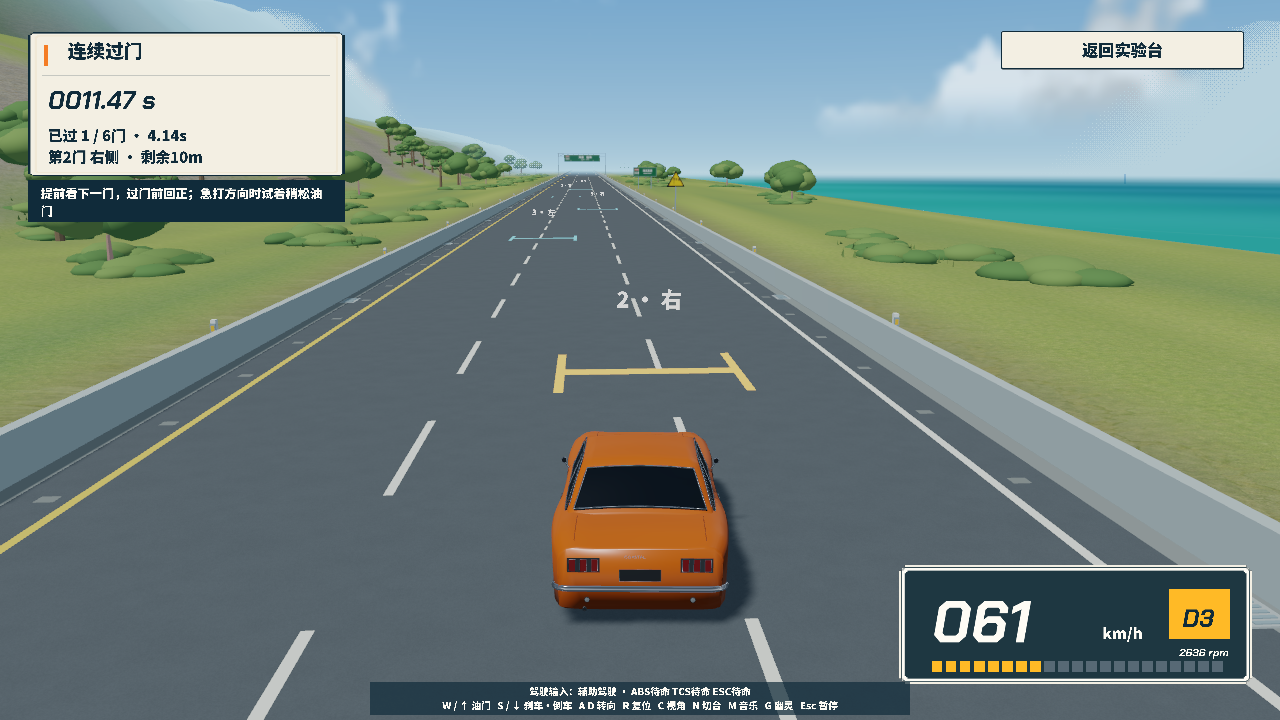 连续过门
返回实验台
0011.47 s
已过 1 / 6门 · 4.14s
第2门 右侧 · 剩余10m
提前看下一门，过门前回正；急打方向时试着稍松油
门
3 · 左
2 · 右
061 km/h D3
2636 rpm
驾驶输入：辅助驾驶 · ABS待命 TCS待命 ESC待命
W / ↑ 油门 S / ↓ 刹车·倒车 A D 转向 R 复位 C 视角 N 切台 M 音乐 G 幽灵 Esc 暂停